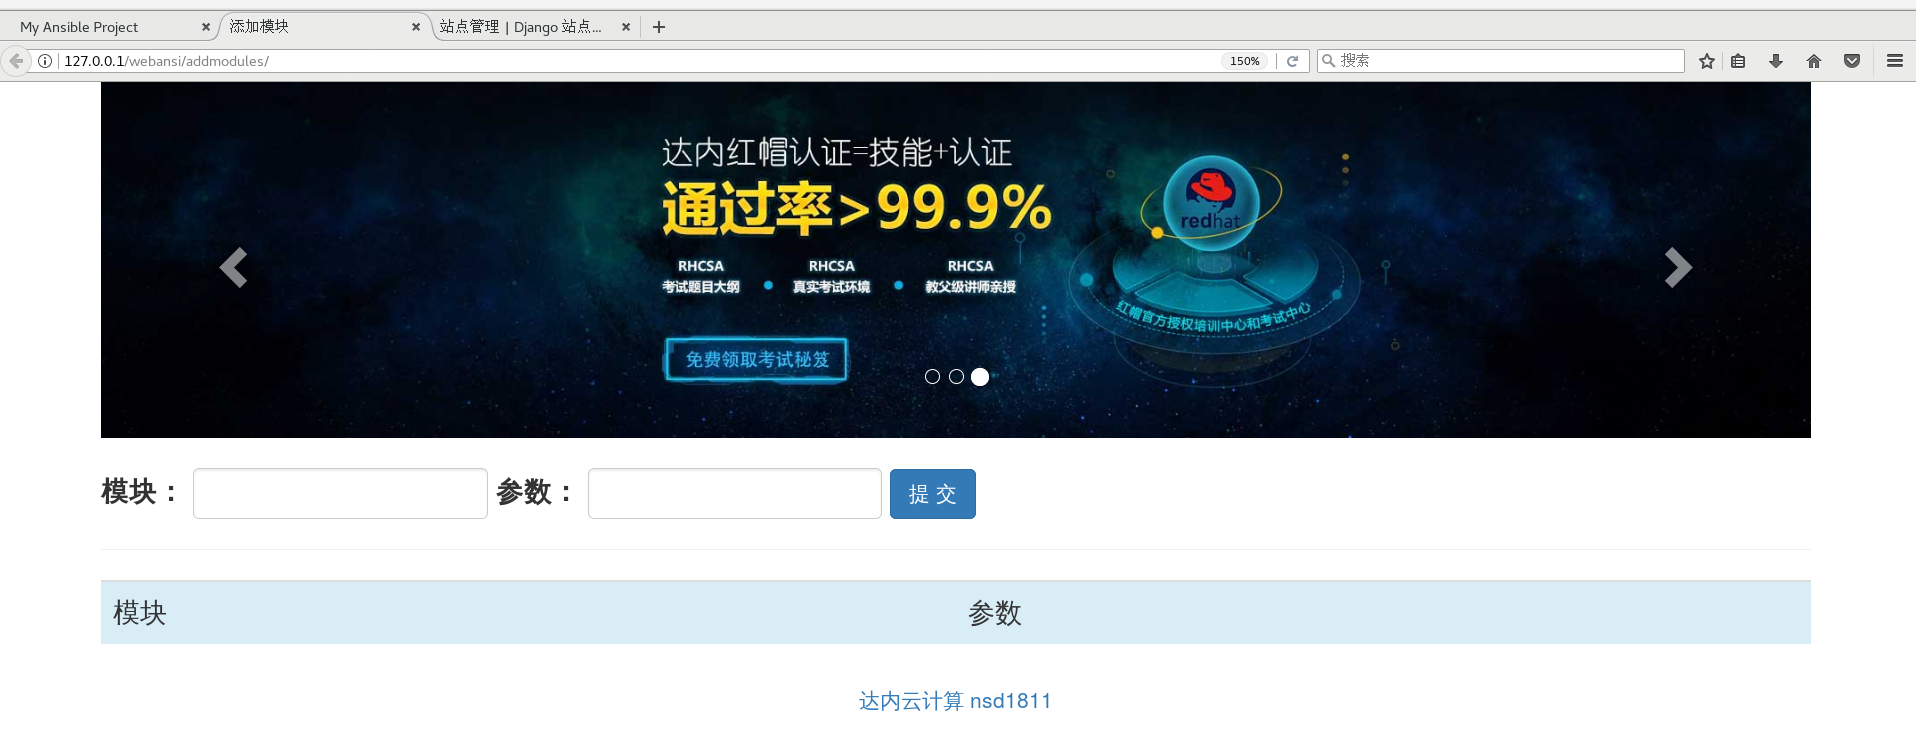 My Ansible Project
添加模块
站点管理 | Django 站点...
127.0.0.1/webansi/addmodules/
150%
搜索
达内红帽认证=技能+认证
通过率>99.9%
RHCSA
考试题目大纲
RHCSA
真实考试环境
RHCSA
教父级讲师亲授
免费领取考试秘笈
redhat
红帽官方授权培训中心和考试中心
模块： 参数： 提 交
模块 参数
达内云计算 nsd1811